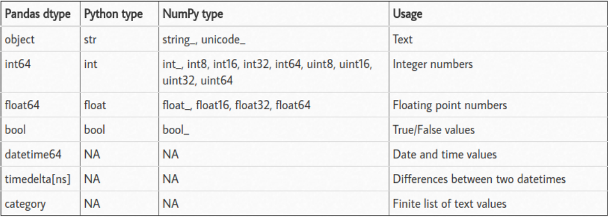 Pandas dtype Python type NumPy type Usage
object str string_, unicode_ Text
int64 int int_, int8, int16, int32, int64, uint8, uint16, Integer numbers
uint32, uint64
float64 float float_, float16, float32, float64 Floating point numbers
bool bool bool_ True/False values
datetime64 NA NA Date and time values
timedelta[ns] NA NA Differences between two datetimes
category NA NA Finite list of text values